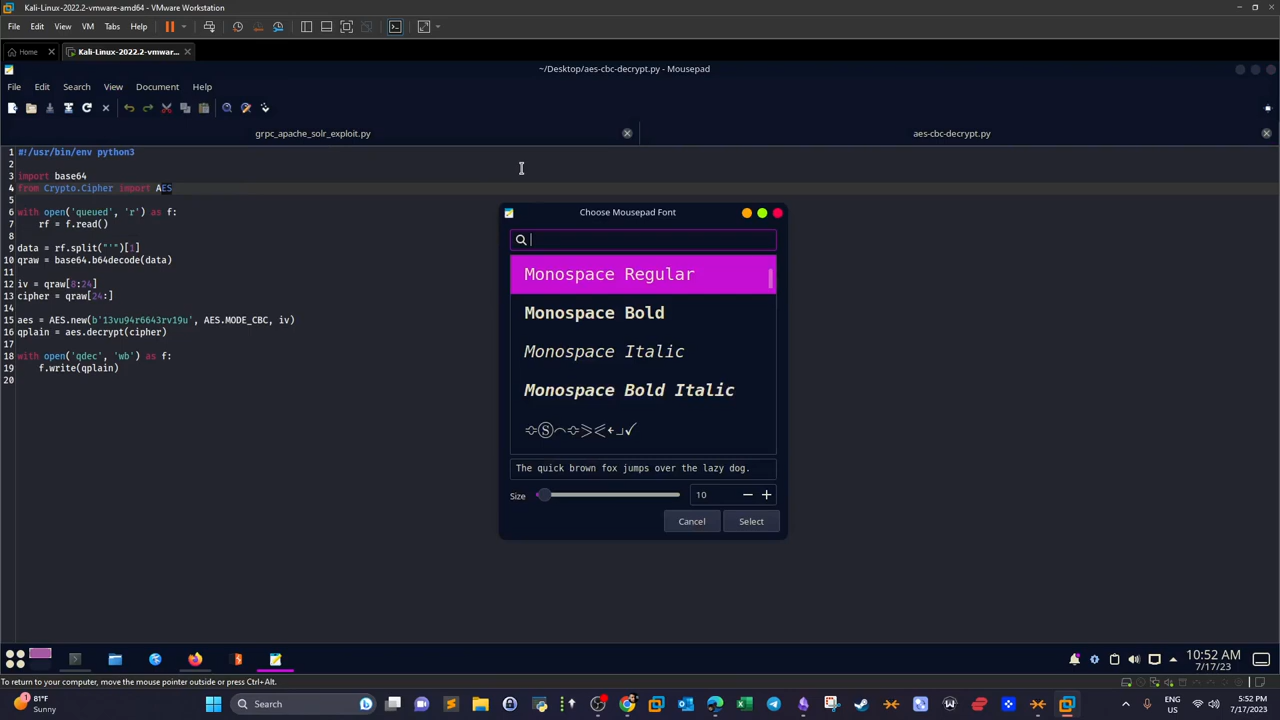 Kali-Linux-2022.2-vmware-amd64 - VMware Workstation
File Edit View VM Tabs Help
Home Kali-Linux-2022.2-vmwar...
~/Desktop/aes-cbc-decrypt.py - Mousepad
File Edit Search View Document Help
grpc_apache_solr_exploit.py aes-cbc-decrypt.py
1 #!/usr/bin/env python3
2
3 import base64
4 from Crypto.Cipher import AES
5
6 with open('queued', 'r') as f:
7 rf = f.read()
8
9 data = rf.split("'")[1]
10 qraw = base64.b64decode(data)
11
12 iv = qraw[8:24]
13 cipher = qraw[24:]
14
15 aes = AES.new(b'13vu94r6643rv19u', AES.MODE_CBC, iv)
16 qplain = aes.decrypt(cipher)
17
18 with open('qdec', 'wb') as f:
19 f.write(qplain)
20
Choose Mousepad Font
Monospace Regular
Monospace Bold
Monospace Italic
Monospace Bold Italic
The quick brown fox jumps over the lazy dog.
Size 10
Cancel Select
10:52 AM
7/17/23
To return to your computer, move the mouse pointer outside or press Ctrl+Alt.
81°F
Sunny
Search
ENG
US
5:52 PM
7/17/2023